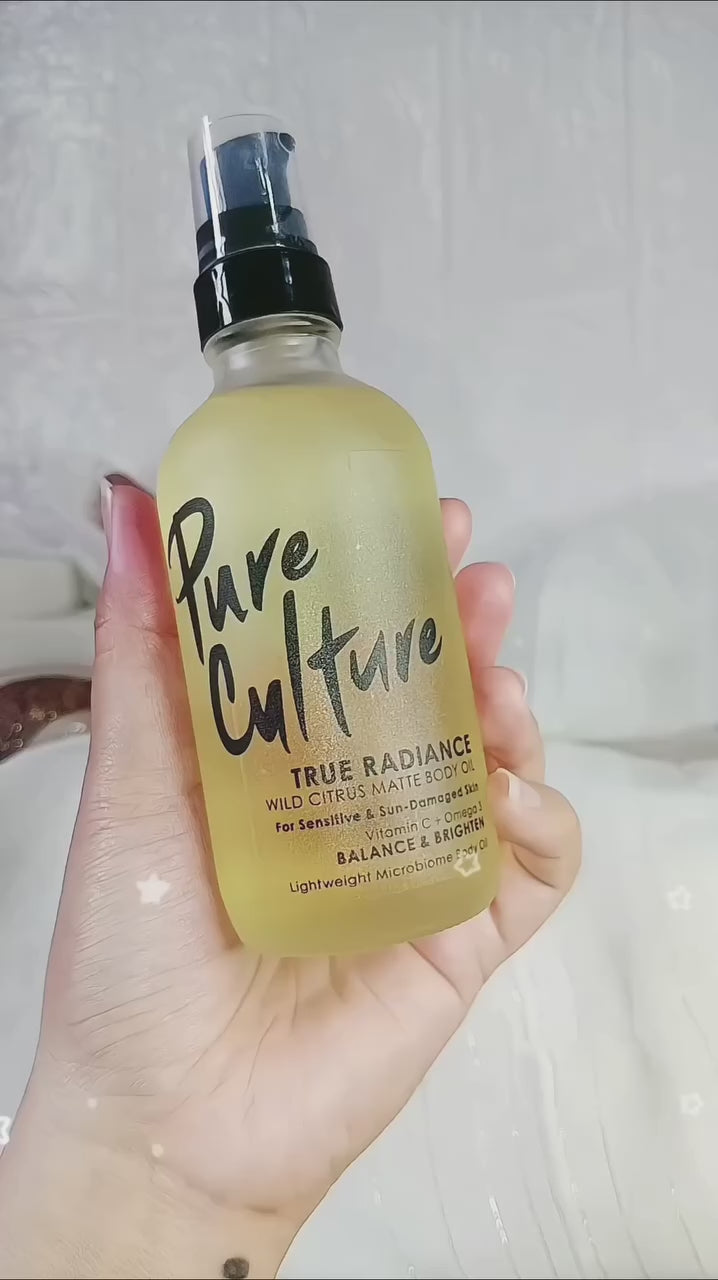 Pure
Culture
TRUE RADIANCE
WILD CITRUS MATTE BODY OIL
For Sensitive & Sun-Damaged Skin
Vitamin C + Omega 3
BALANCE & BRIGHTEN
Lightweight Microbiome Body Oil